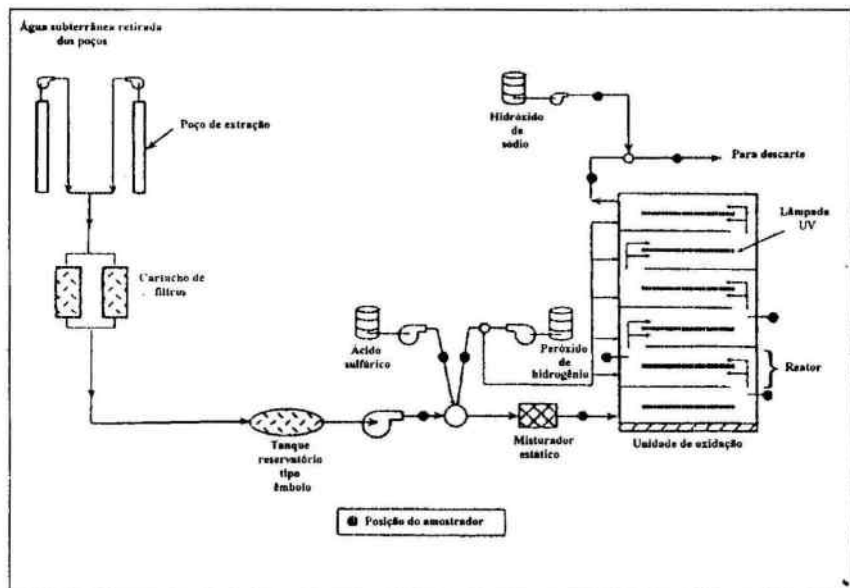 Água subterrânea retirada
dos poços
Poço de extração
Cartucho de
filtros
Hidróxido
de
sódio
Para descarte
Lâmpada
UV
Ácido
sulfúrico
Peróxido
de
hidrogênio
Reator
Tanque
reservatório
tipo
êmbolo
Misturador
estático
Unidade de oxidação
Posição do amostrador